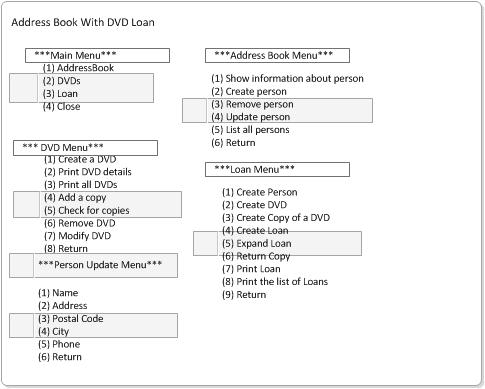 Address Book With DVD Loan
***Main Menu***
(1) AddressBook
(2) DVDs
(3) Loan
(4) Close
***Address Book Menu***
(1) Show information about person
(2) Create person
(3) Remove person
(4) Update person
(5) List all persons
(6) Return
*** DVD Menu***
(1) Create a DVD
(2) Print DVD details
(3) Print all DVDs
(4) Add a copy
(5) Check for copies
(6) Remove DVD
(7) Modify DVD
(8) Return
***Loan Menu***
(1) Create Person
(2) Create DVD
(3) Create Copy of a DVD
(4) Create Loan
(5) Expand Loan
(6) Return Copy
(7) Print Loan
(8) Print the list of Loans
(9) Return
***Person Update Menu***
(1) Name
(2) Address
(3) Postal Code
(4) City
(5) Phone
(6) Return